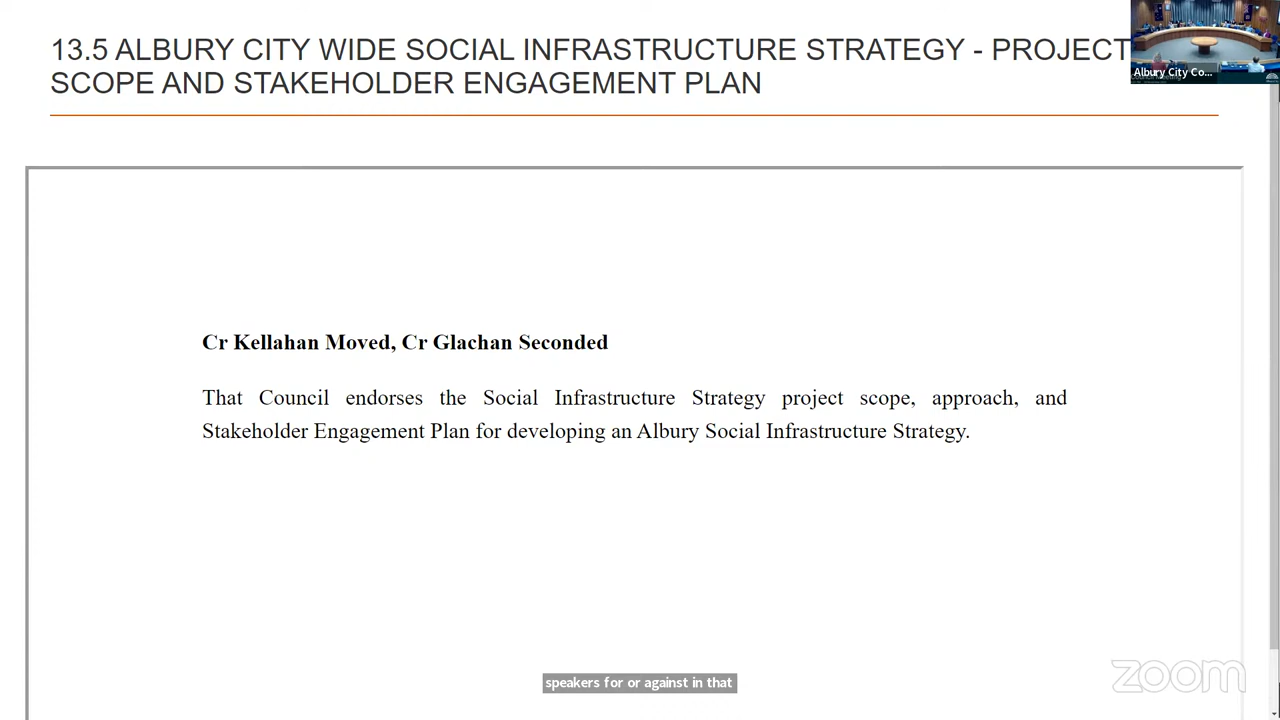 13.5 ALBURY CITY WIDE SOCIAL INFRASTRUCTURE STRATEGY - PROJECT
SCOPE AND STAKEHOLDER ENGAGEMENT PLAN
Albury City Co...
Cr Kellahan Moved, Cr Glachan Seconded
That Council endorses the Social Infrastructure Strategy project scope, approach, and
Stakeholder Engagement Plan for developing an Albury Social Infrastructure Strategy.
speakers for or against in that
zoom